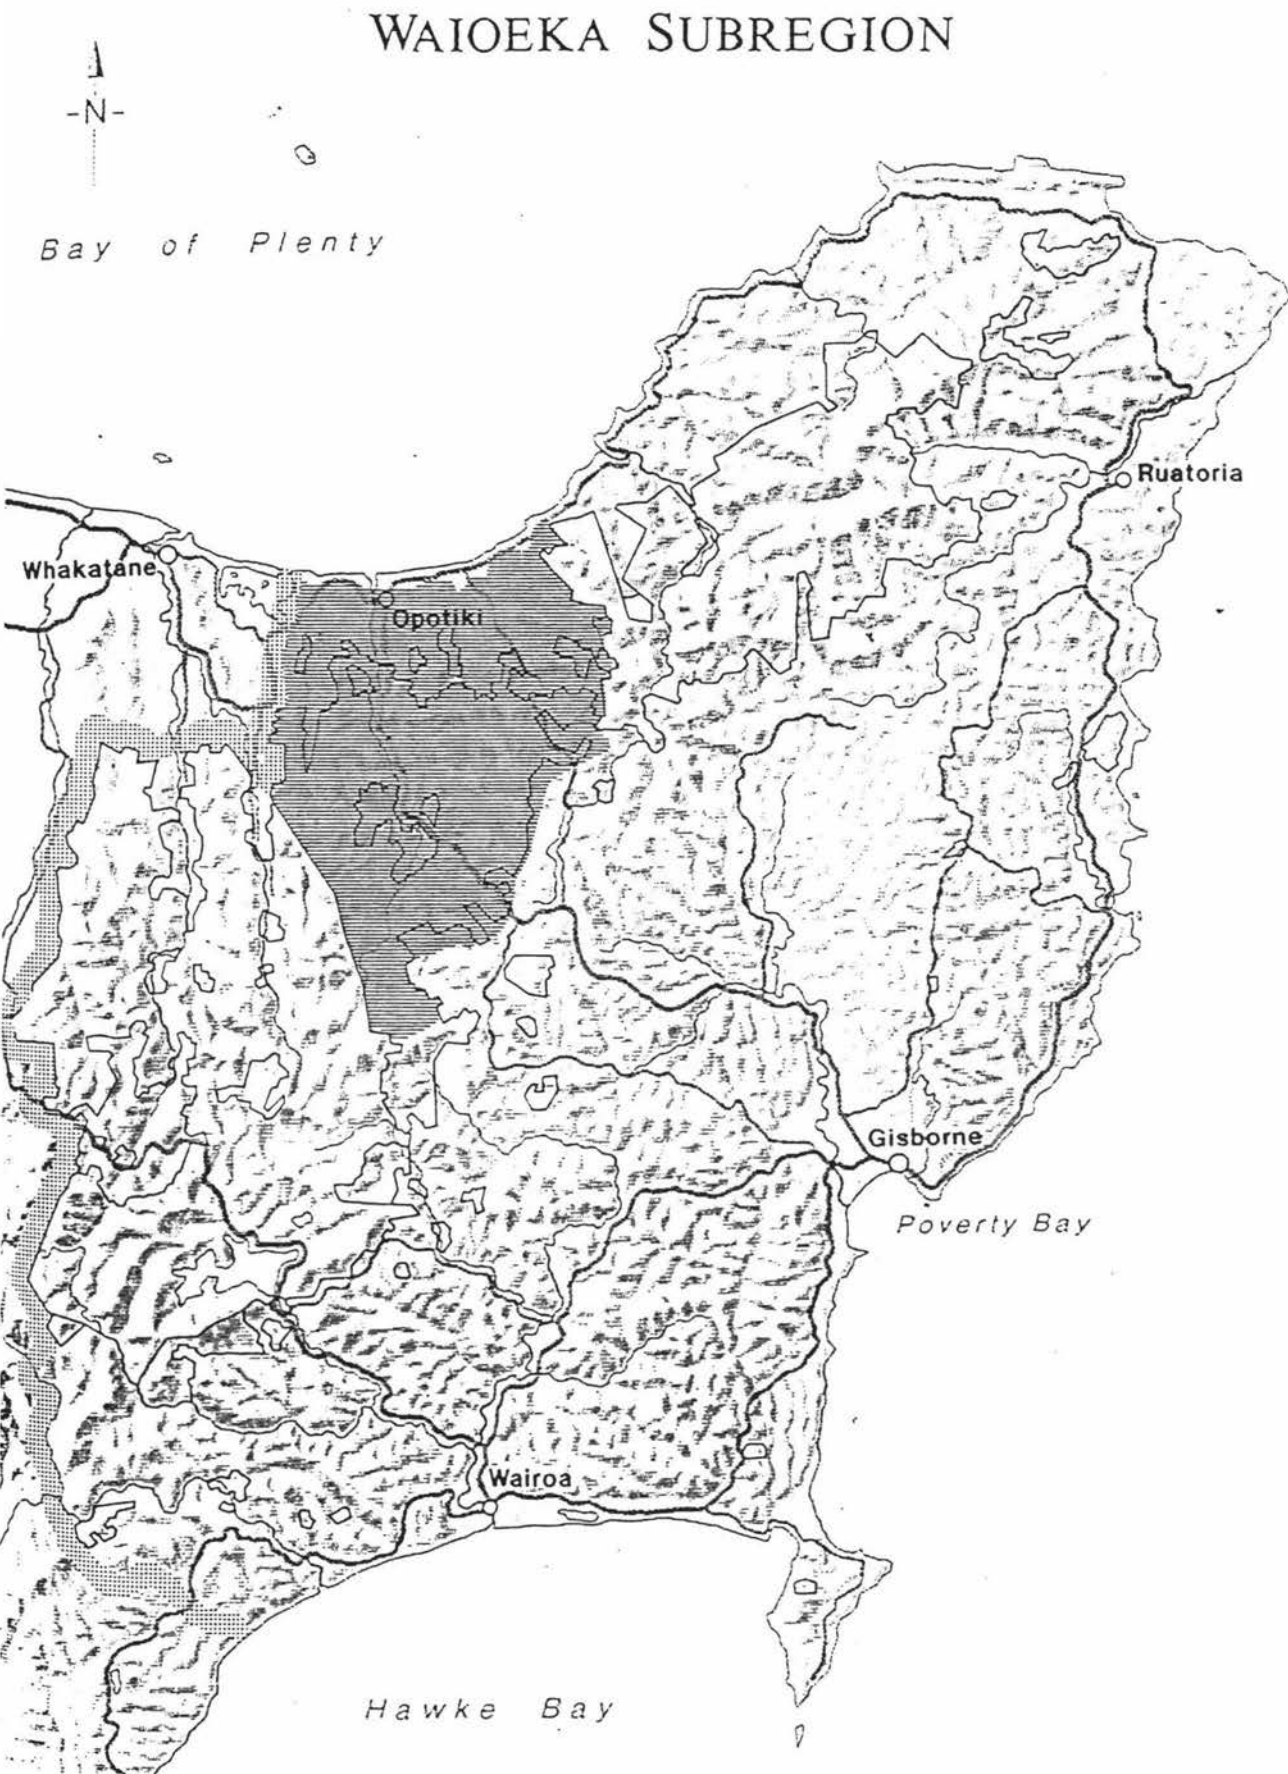 WAIOEKA SUBREGION
-N-
Bay of Plenty
Ruatoria
Whakatane
Opotiki
Gisborne
Poverty Bay
Wairoa
Hawke Bay